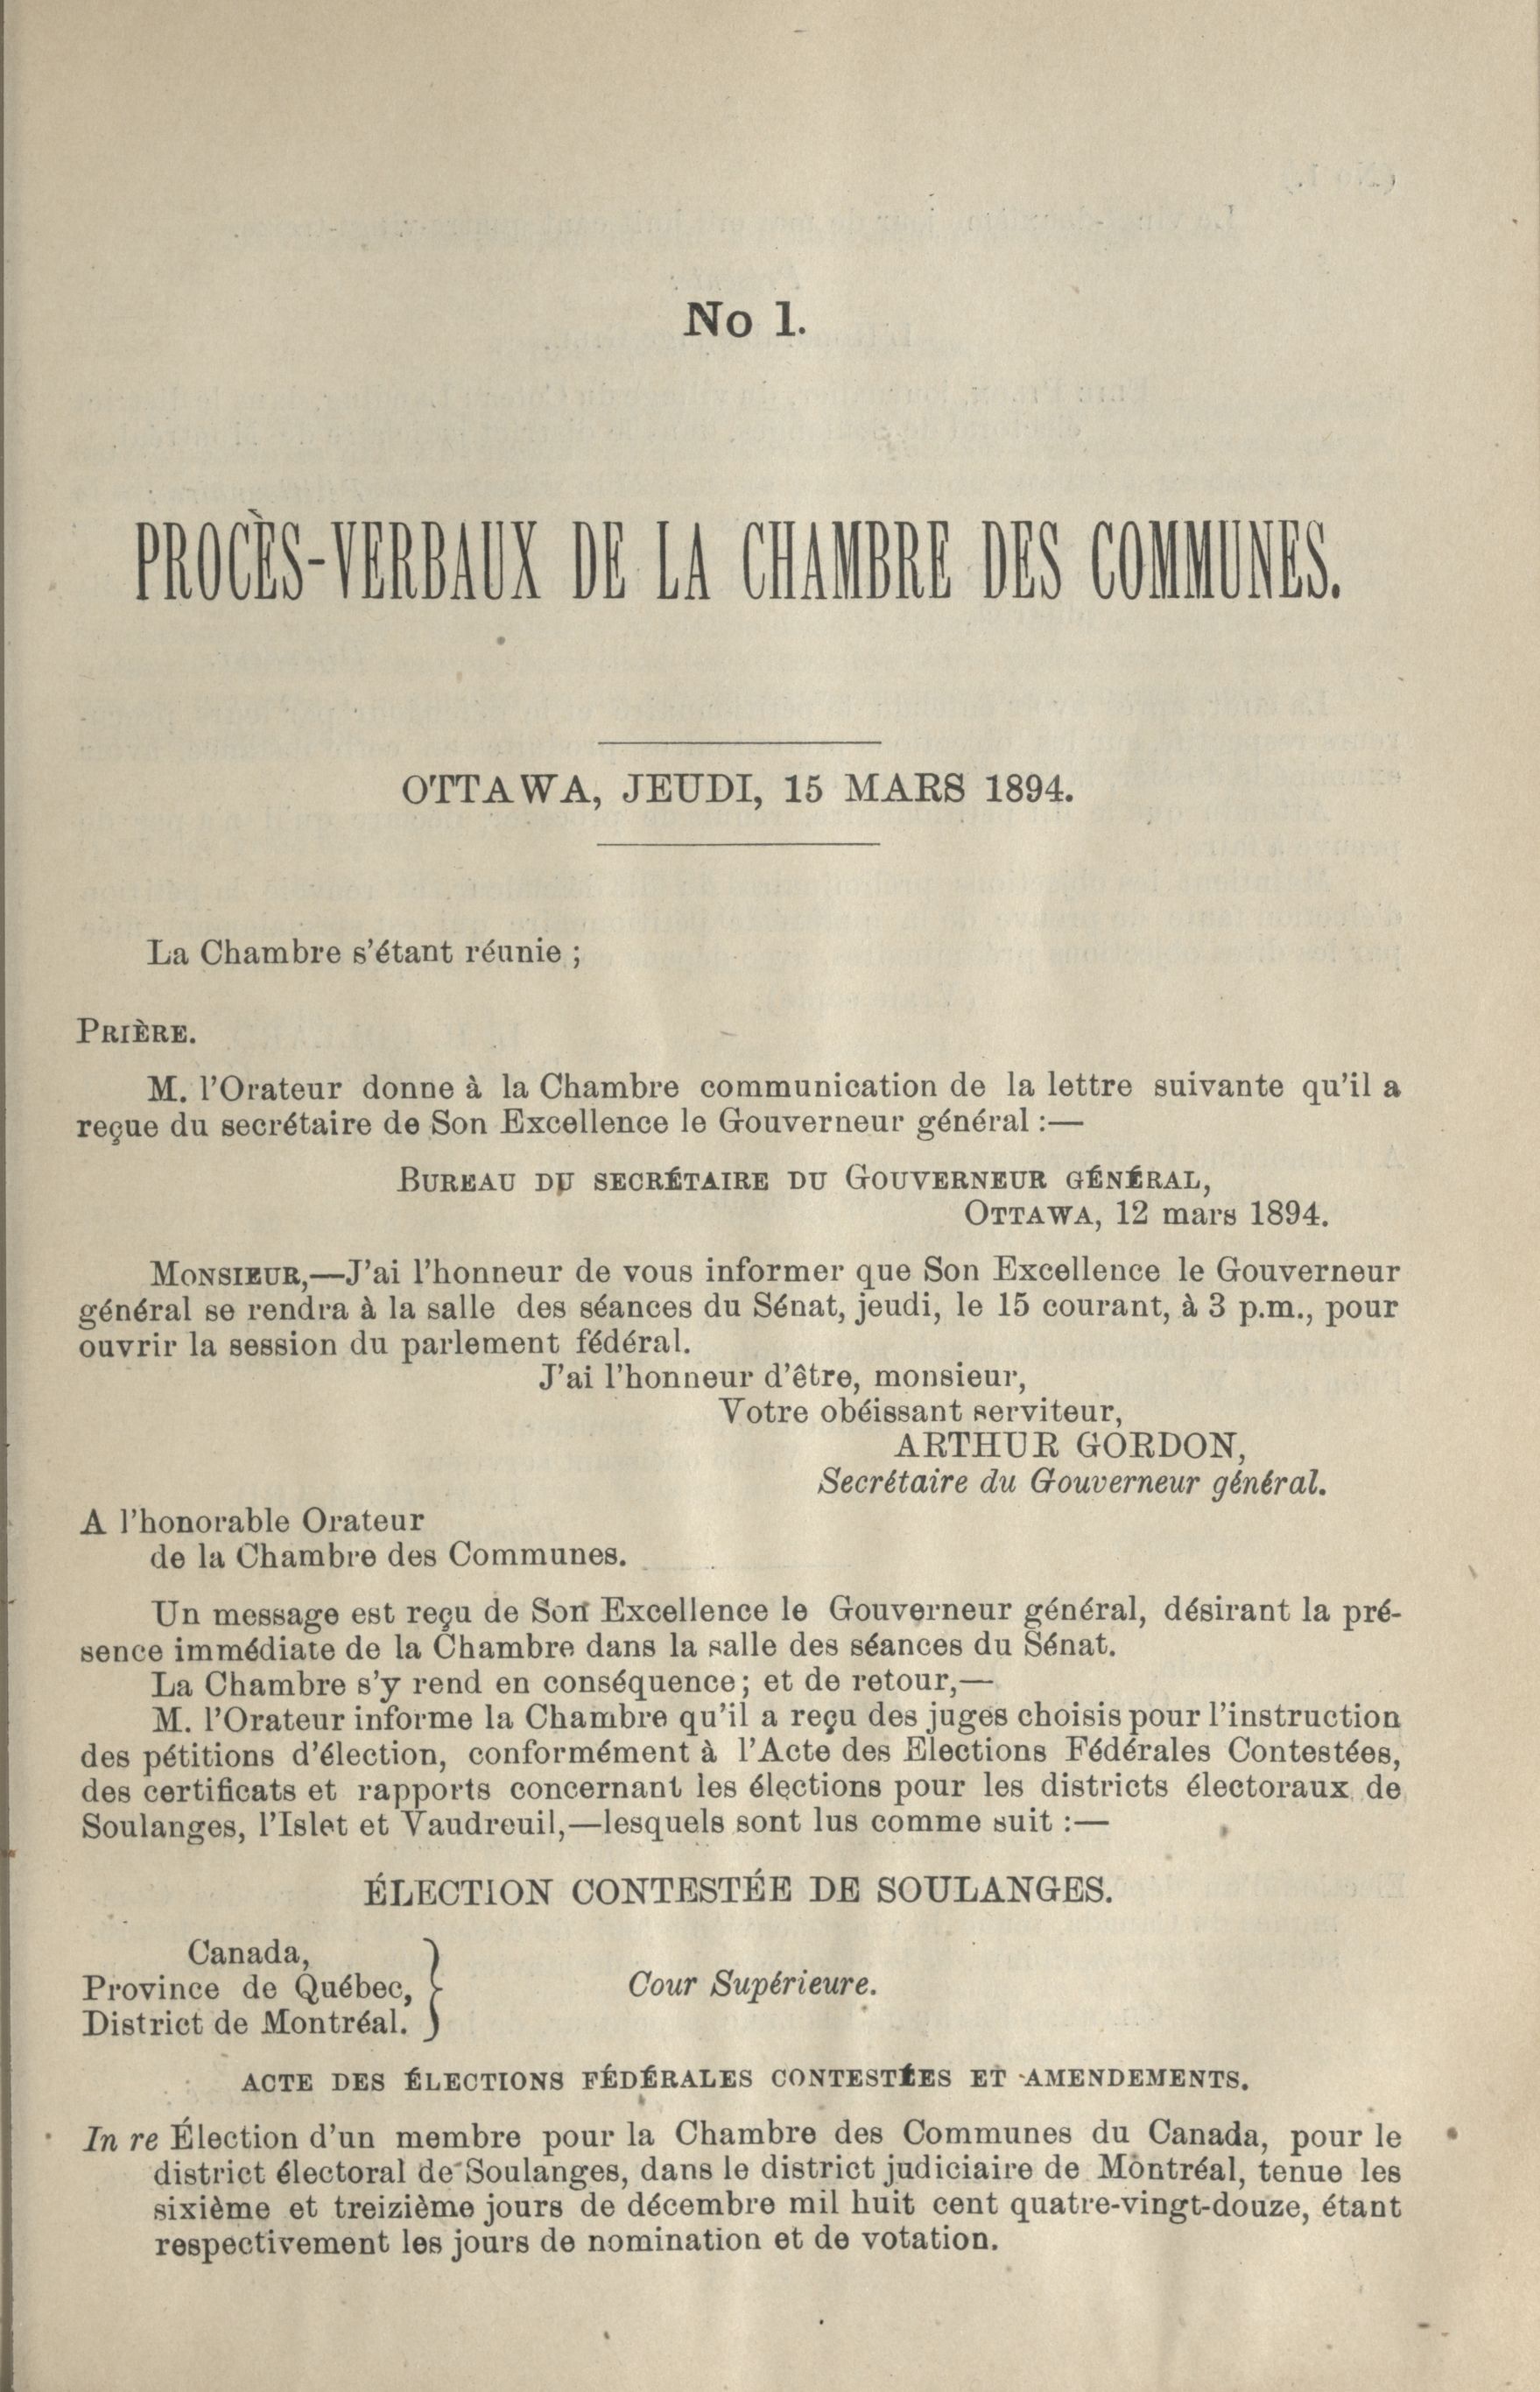 No 1.
PROCÈS-VERBAUX DE LA CHAMBRE DES COMMUNES.
OTTAWA, JEUDI, 15 MARS 1894.
La Chambre s'étant réunie ;
PRIÈRE.
M. l'Orateur donne à la Chambre communication de la lettre suivante qu'il a
reçue du secrétaire de Son Excellence le Gouverneur général :—
BUREAU DU SECRÉTAIRE DU GOUVERNEUR GÉNÉRAL,
OTTAWA, 12 mars 1894.
MONSIEUR,—J'ai l'honneur de vous informer que Son Excellence le Gouverneur
général se rendra à la salle des séances du Sénat, jeudi, le 15 courant, à 3 p.m., pour
ouvrir la session du parlement fédéral.
J'ai l'honneur d'être, monsieur,
Votre obéissant serviteur,
ARTHUR GORDON,
Secrétaire du Gouverneur général.
A l'honorable Orateur
de la Chambre des Communes.
Un message est reçu de Son Excellence le Gouverneur général, désirant la pré-
sence immédiate de la Chambre dans la salle des séances du Sénat.
La Chambre s'y rend en conséquence; et de retour,—
M. l'Orateur informe la Chambre qu'il a reçu des juges choisis pour l'instruction
des pétitions d'élection, conformément à l'Acte des Elections Fédérales Contestées,
des certificats et rapports concernant les élections pour les districts électoraux de
Soulanges, l'Islet et Vaudreuil,—lesquels sont lus comme suit :—
ÉLECTION CONTESTÉE DE SOULANGES.
Canada,
Province de Québec,
District de Montréal.
Cour Supérieure.
ACTE DES ÉLECTIONS FÉDÉRALES CONTESTÉES ET AMENDEMENTS.
In re Élection d'un membre pour la Chambre des Communes du Canada, pour le
district électoral de Soulanges, dans le district judiciaire de Montréal, tenue les
sixième et treizième jours de décembre mil huit cent quatre-vingt-douze, étant
respectivement les jours de nomination et de votation.